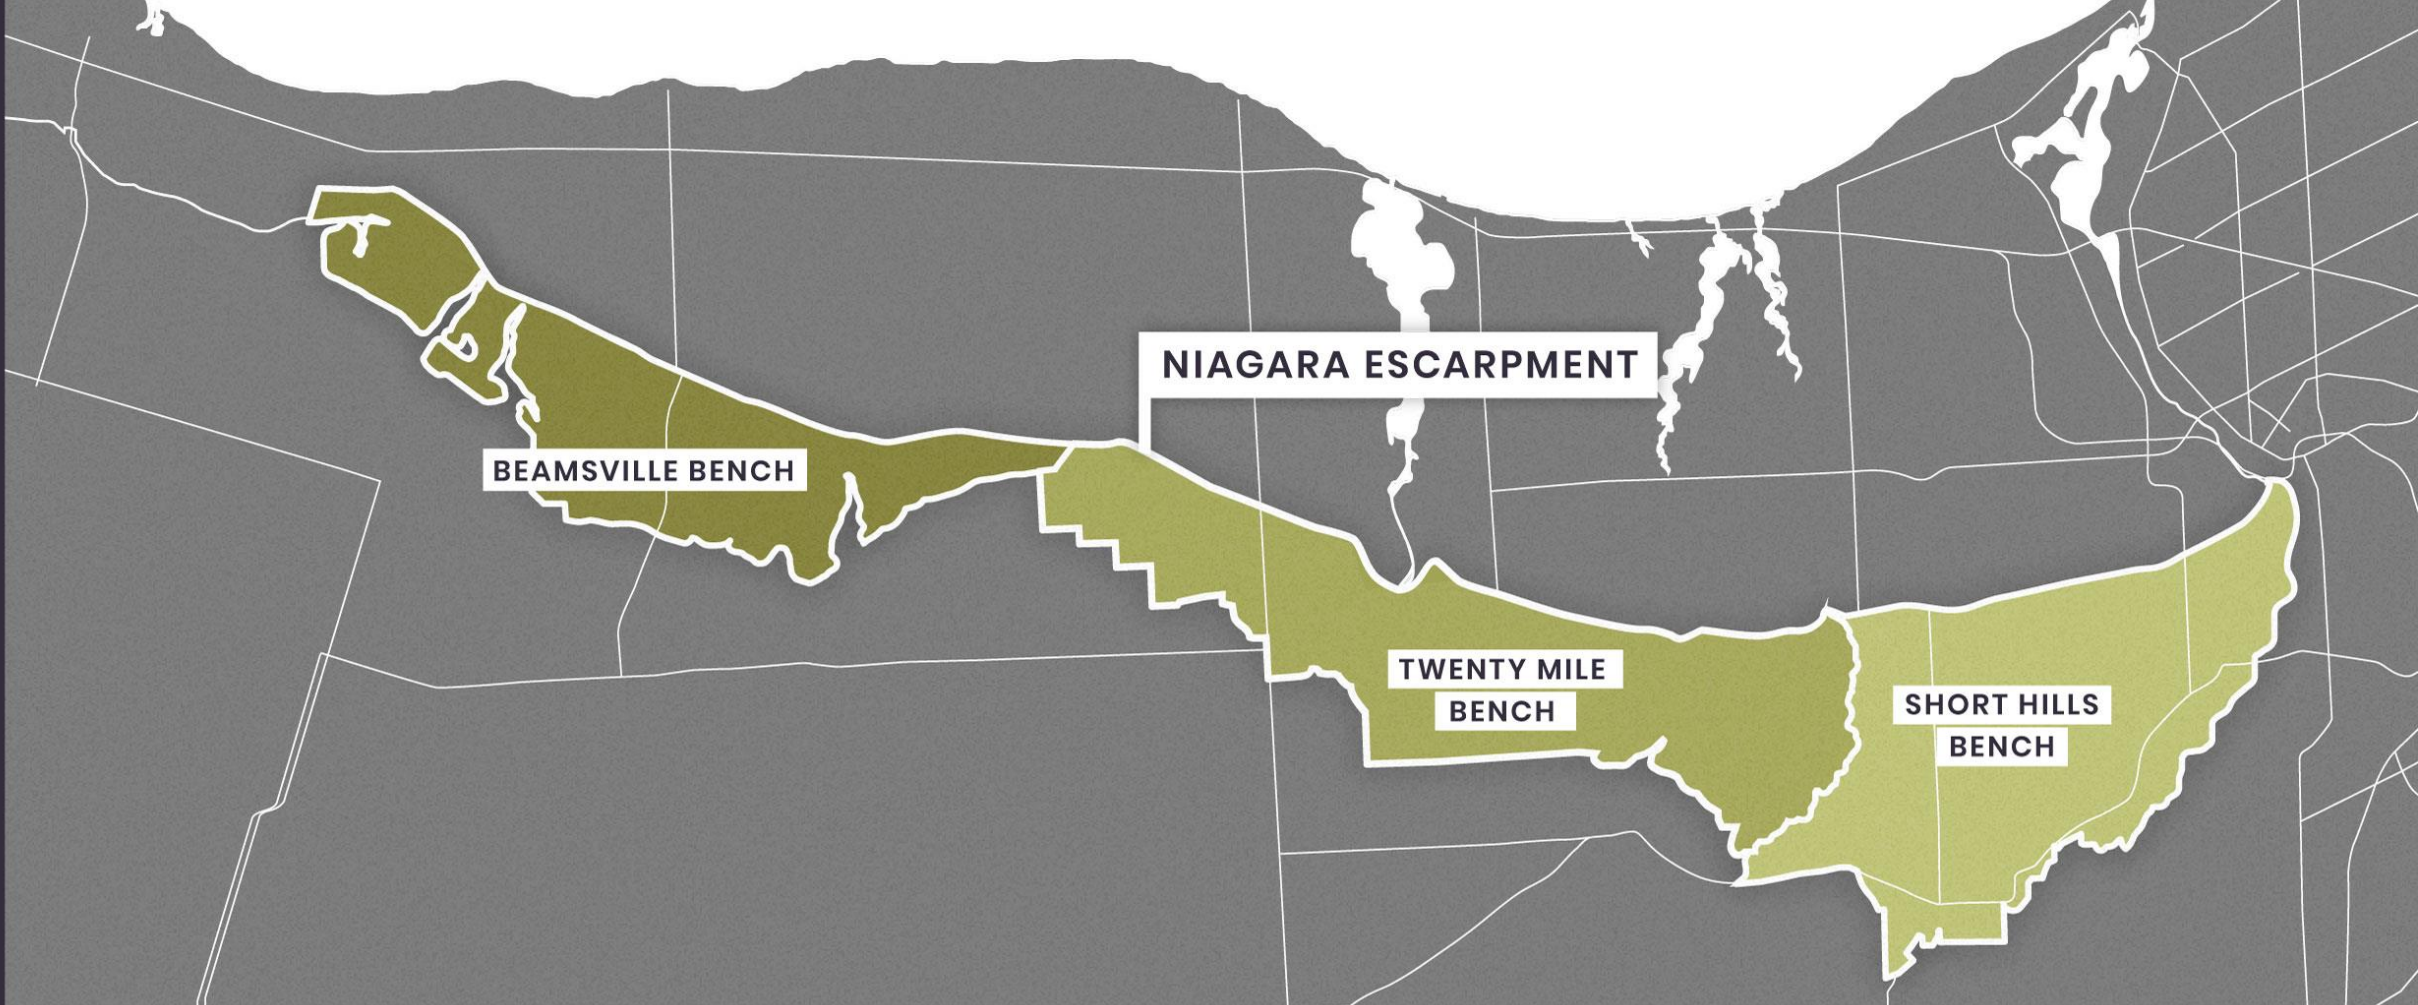 NIAGARA ESCARPMENT
BEAMSVILLE BENCH
TWENTY MILE
BENCH
SHORT HILLS
BENCH